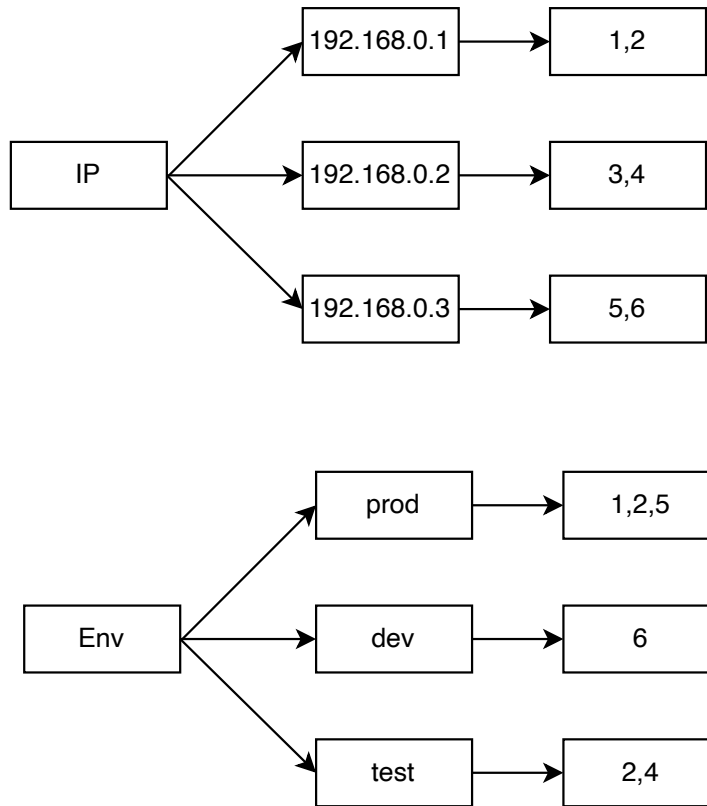 192.168.0.1 1,2
IP 192.168.0.2 3,4
192.168.0.3 5,6
prod 1,2,5
Env dev 6
test 2,4